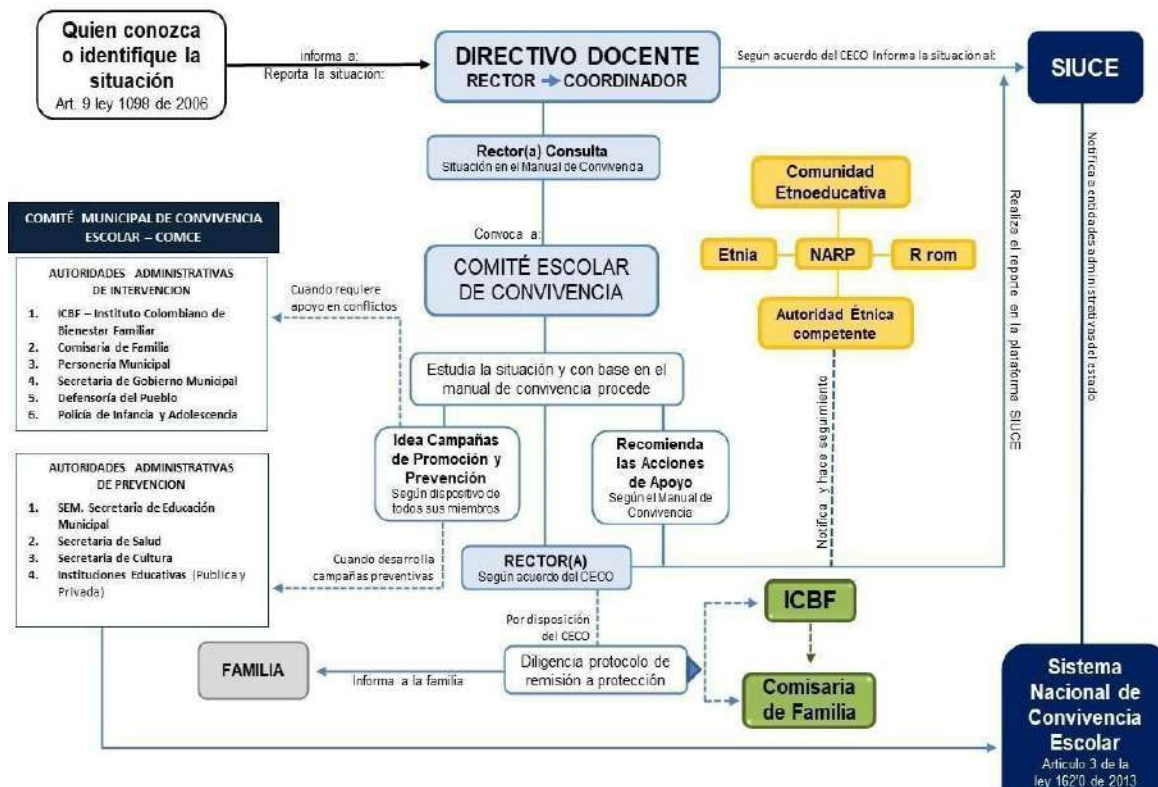 Quien conozca
o identifique la
situación
Art. 9 ley 1098 de 2006
informa a:
Reporta la situación:
DIRECTIVO DOCENTE
RECTOR → COORDINADOR
Según acuerdo del CECO Informa la situación al:
SIUCE
Rector(a) Consulta
Situación en el Manual de Convivencia
Convoca a:
COMITÉ ESCOLAR
DE CONVIVENCIA
Comunidad
Etnoeducativa
Etnia
NARP
R rom
Autoridad Étnica
competente
Notifica y hace seguimiento
Realiza el reporte en la plataforma SIUCE
Notifica a entidades administrativas del estado
COMITÉ MUNICIPAL DE CONVIVENCIA
ESCOLAR – COMCE
AUTORIDADES ADMINISTRATIVAS
DE INTERVENCION
1. ICBF – Instituto Colombiano de
Bienestar Familiar
2. Comisaria de Familia
3. Personería Municipal
4. Secretaria de Gobierno Municipal
5. Defensoría del Pueblo
6. Policía de Infancia y Adolescencia
Cuando requiere
apoyo en conflictos
Estudia la situación y con base en el
manual de convivencia procede
Idea Campañas
de Promoción y
Prevención
Según dispositivo de
todos sus miembros
Recomienda
las Acciones
de Apoyo
Según el Manual de
Convivencia
AUTORIDADES ADMINISTRATIVAS
DE PREVENCION
1. SEM. Secretaria de Educación
Municipal
2. Secretaria de Salud
3. Secretaria de Cultura
4. Instituciones Educativas (Publica y
Privada)
Cuando desarrolla
campañas preventivas
RECTOR(A)
Según acuerdo del CECO
Por disposición
del CECO
Diligencia protocolo de
remisión a protección
Informa a la familia
FAMILIA
ICBF
Comisaria
de Familia
Sistema
Nacional de
Convivencia
Escolar
Articulo 3 de la
ley 162'0 de 2013